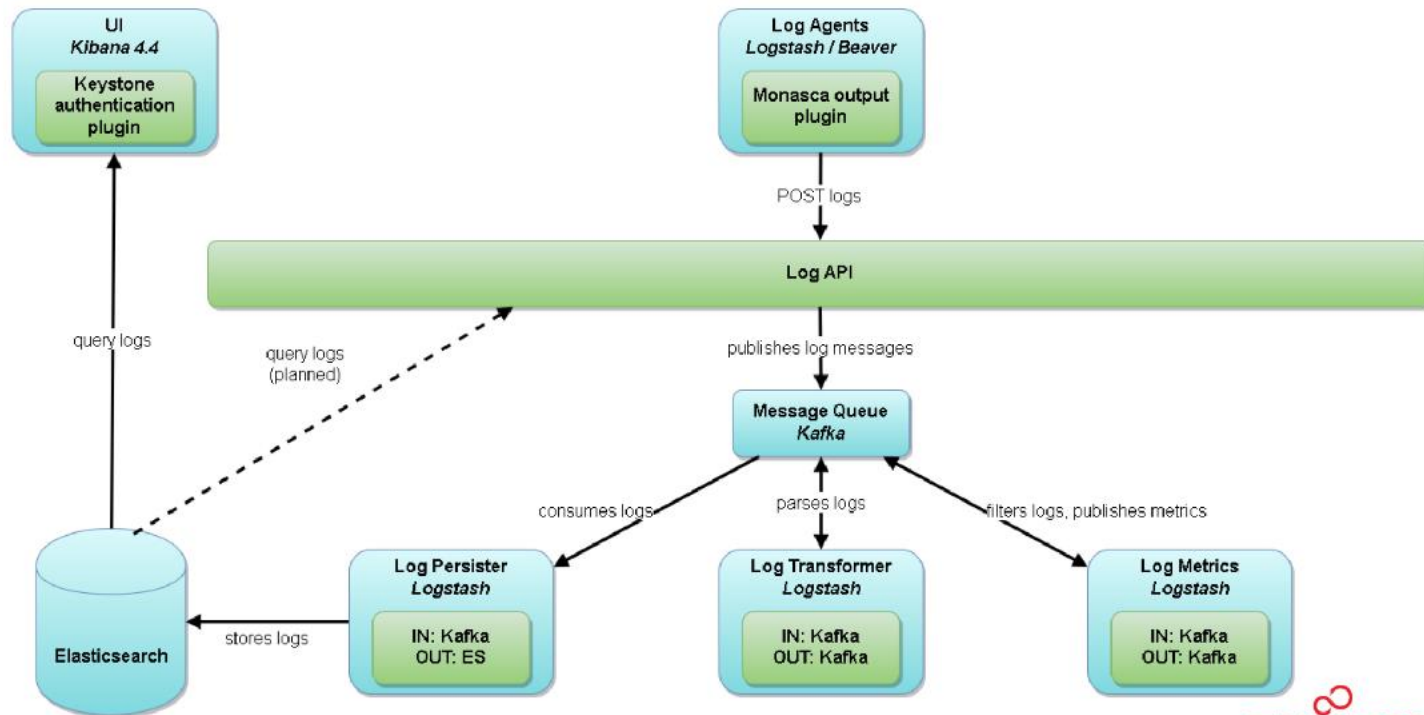 UI
Kibana 4.4
Keystone
authentication
plugin
Log Agents
Logstash / Beaver
Monasca output
plugin
POST logs
Log API
query logs
query logs
(planned)
publishes log messages
Message Queue
Kafka
consumes logs
parses logs
filters logs, publishes metrics
Elasticsearch
stores logs
Log Persister
Logstash
IN: Kafka
OUT: ES
Log Transformer
Logstash
IN: Kafka
OUT: Kafka
Log Metrics
Logstash
IN: Kafka
OUT: Kafka